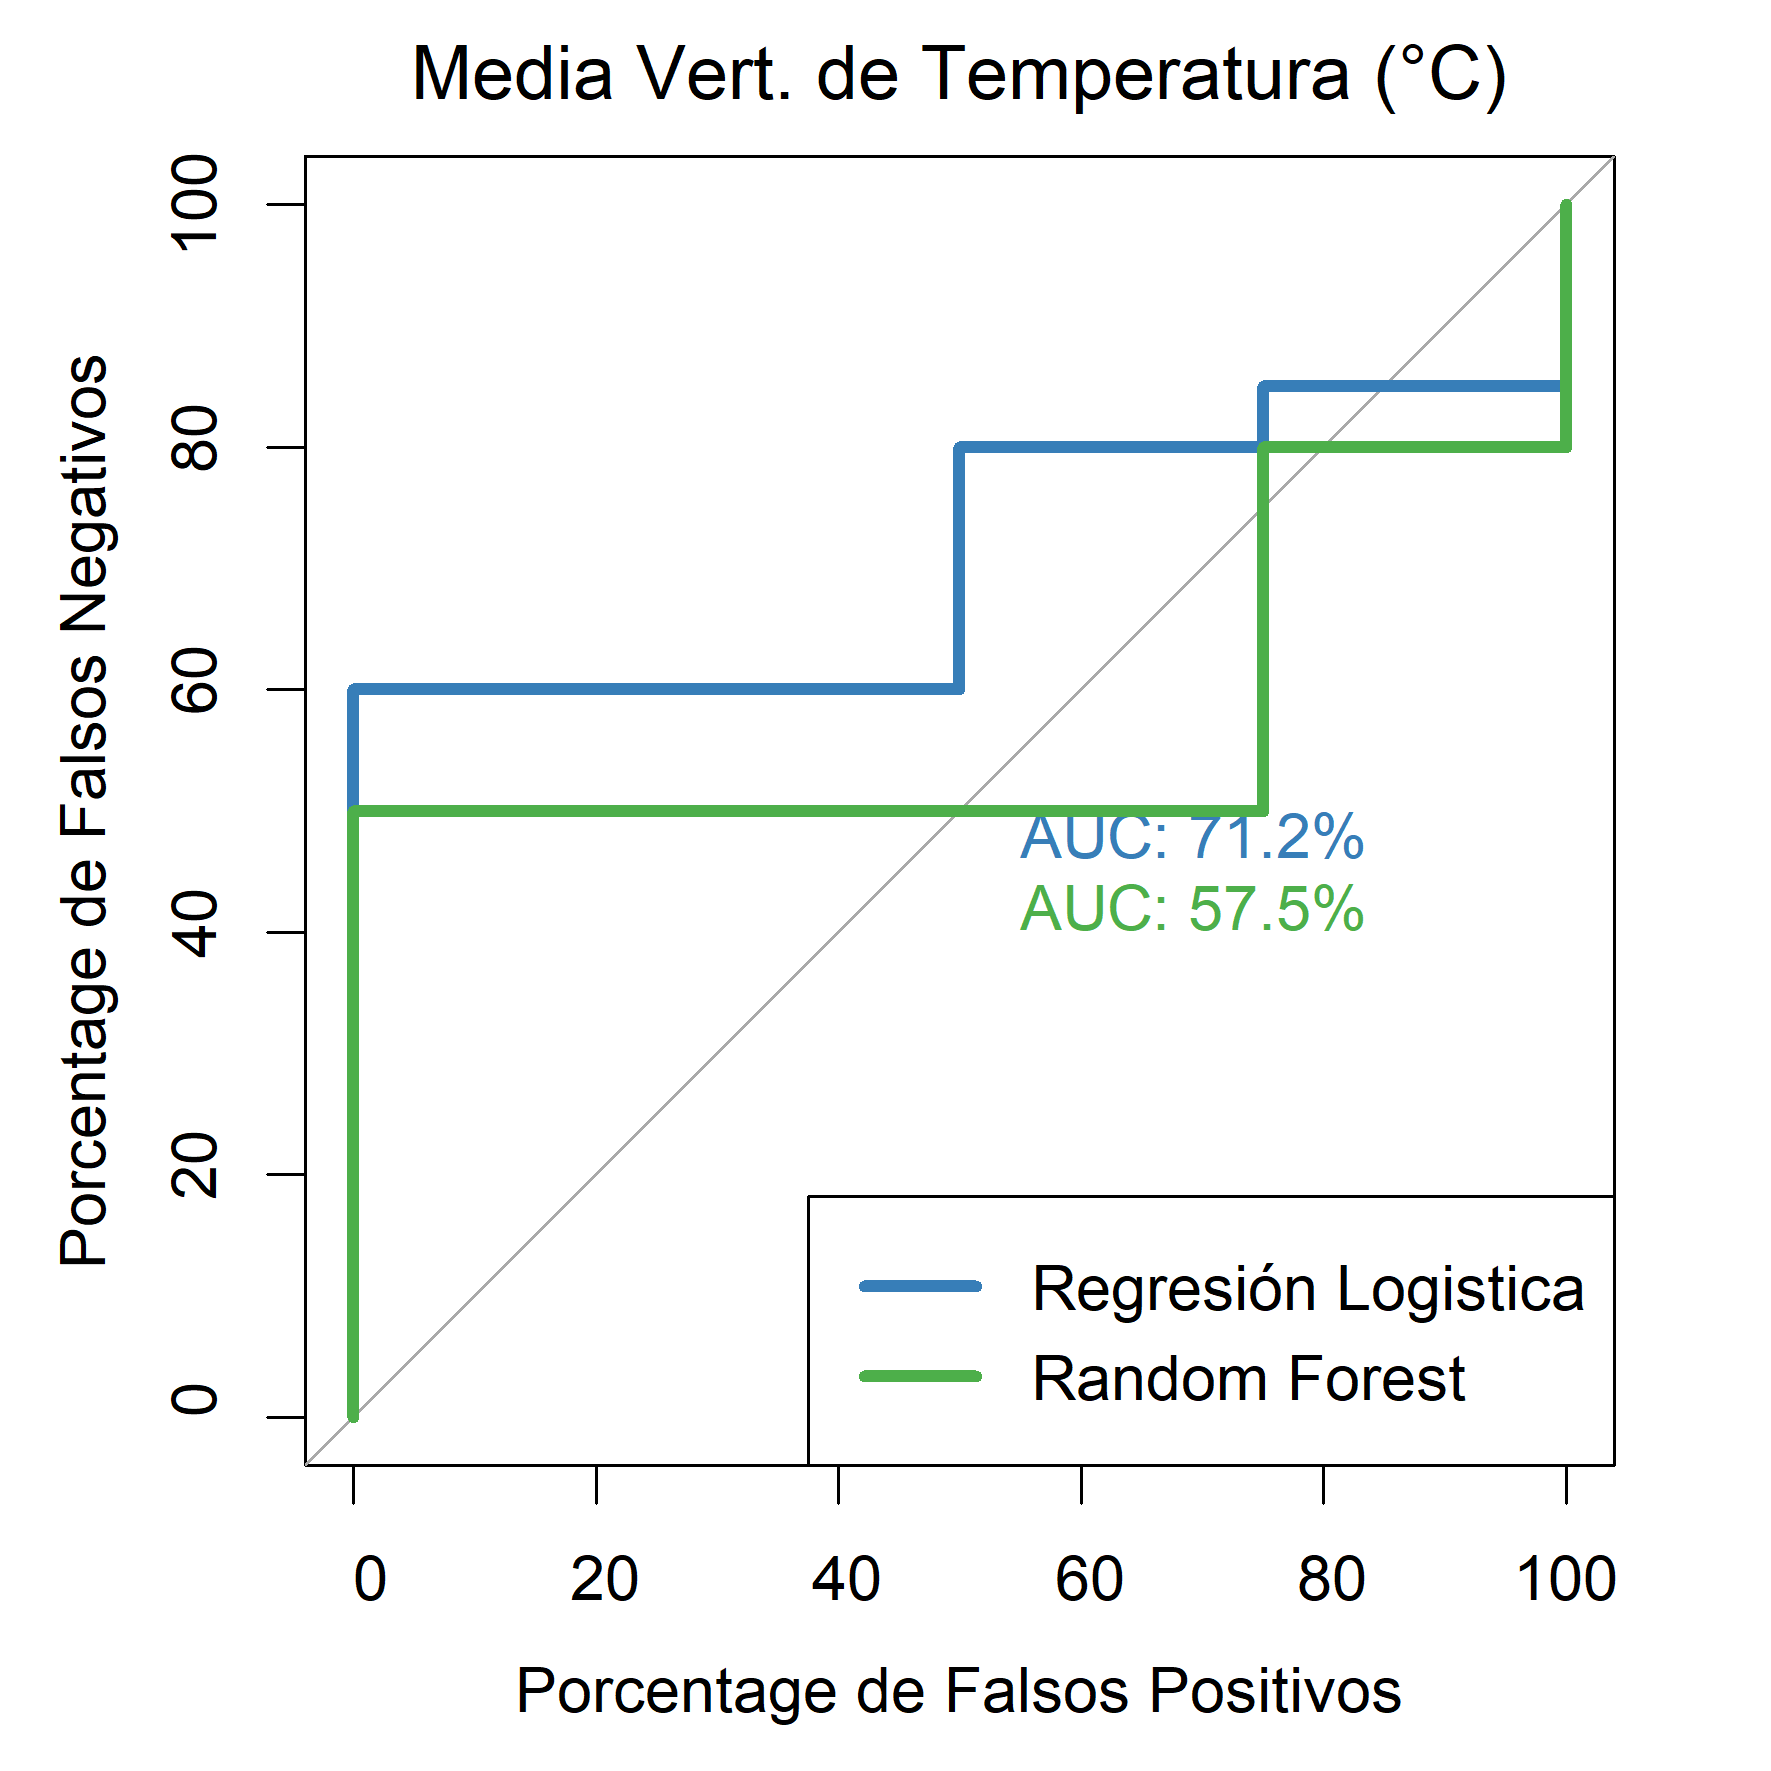 Media Vert. de Temperatura (°C)
Porcentage de Falsos Negativos
100
80
60
40
20
0
AUC: 71.2%
AUC: 57.5%
Regresión Logistica
Random Forest
0 20 40 60 80 100
Porcentage de Falsos Positivos